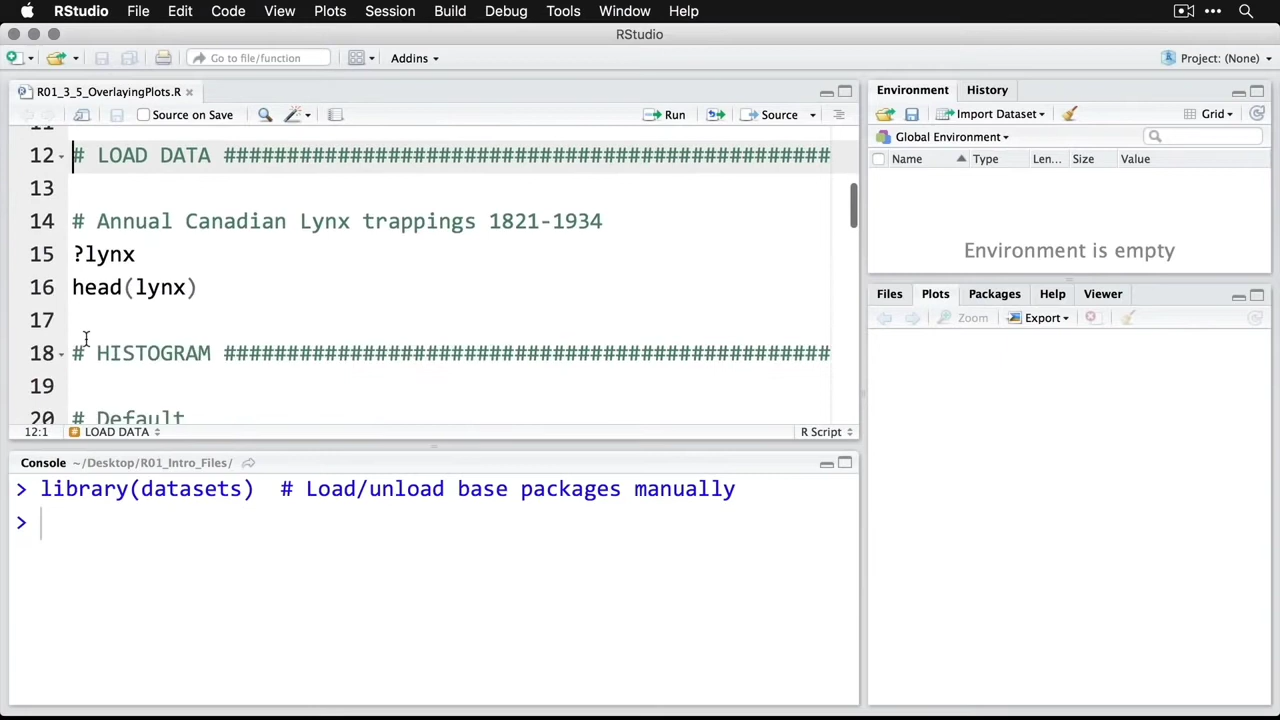 RStudio File Edit Code View Plots Session Build Debug Tools Window Help
RStudio
Go to file/function Addins Project: (None)
R01_3_5_OverlayingPlots.R
Source on Save Run Source
11
12 # LOAD DATA ################################################
13
14 # Annual Canadian Lynx trappings 1821-1934
15 ?lynx
16 head(lynx)
17
18 # HISTOGRAM ################################################
19
20 # Default
12:1 LOAD DATA R Script
Console ~/Desktop/R01_Intro_Files/
> library(datasets) # Load/unload base packages manually
>
Environment History
Import Dataset Grid
Global Environment
Name Type Len... Size Value
Environment is empty
Files Plots Packages Help Viewer
Zoom Export